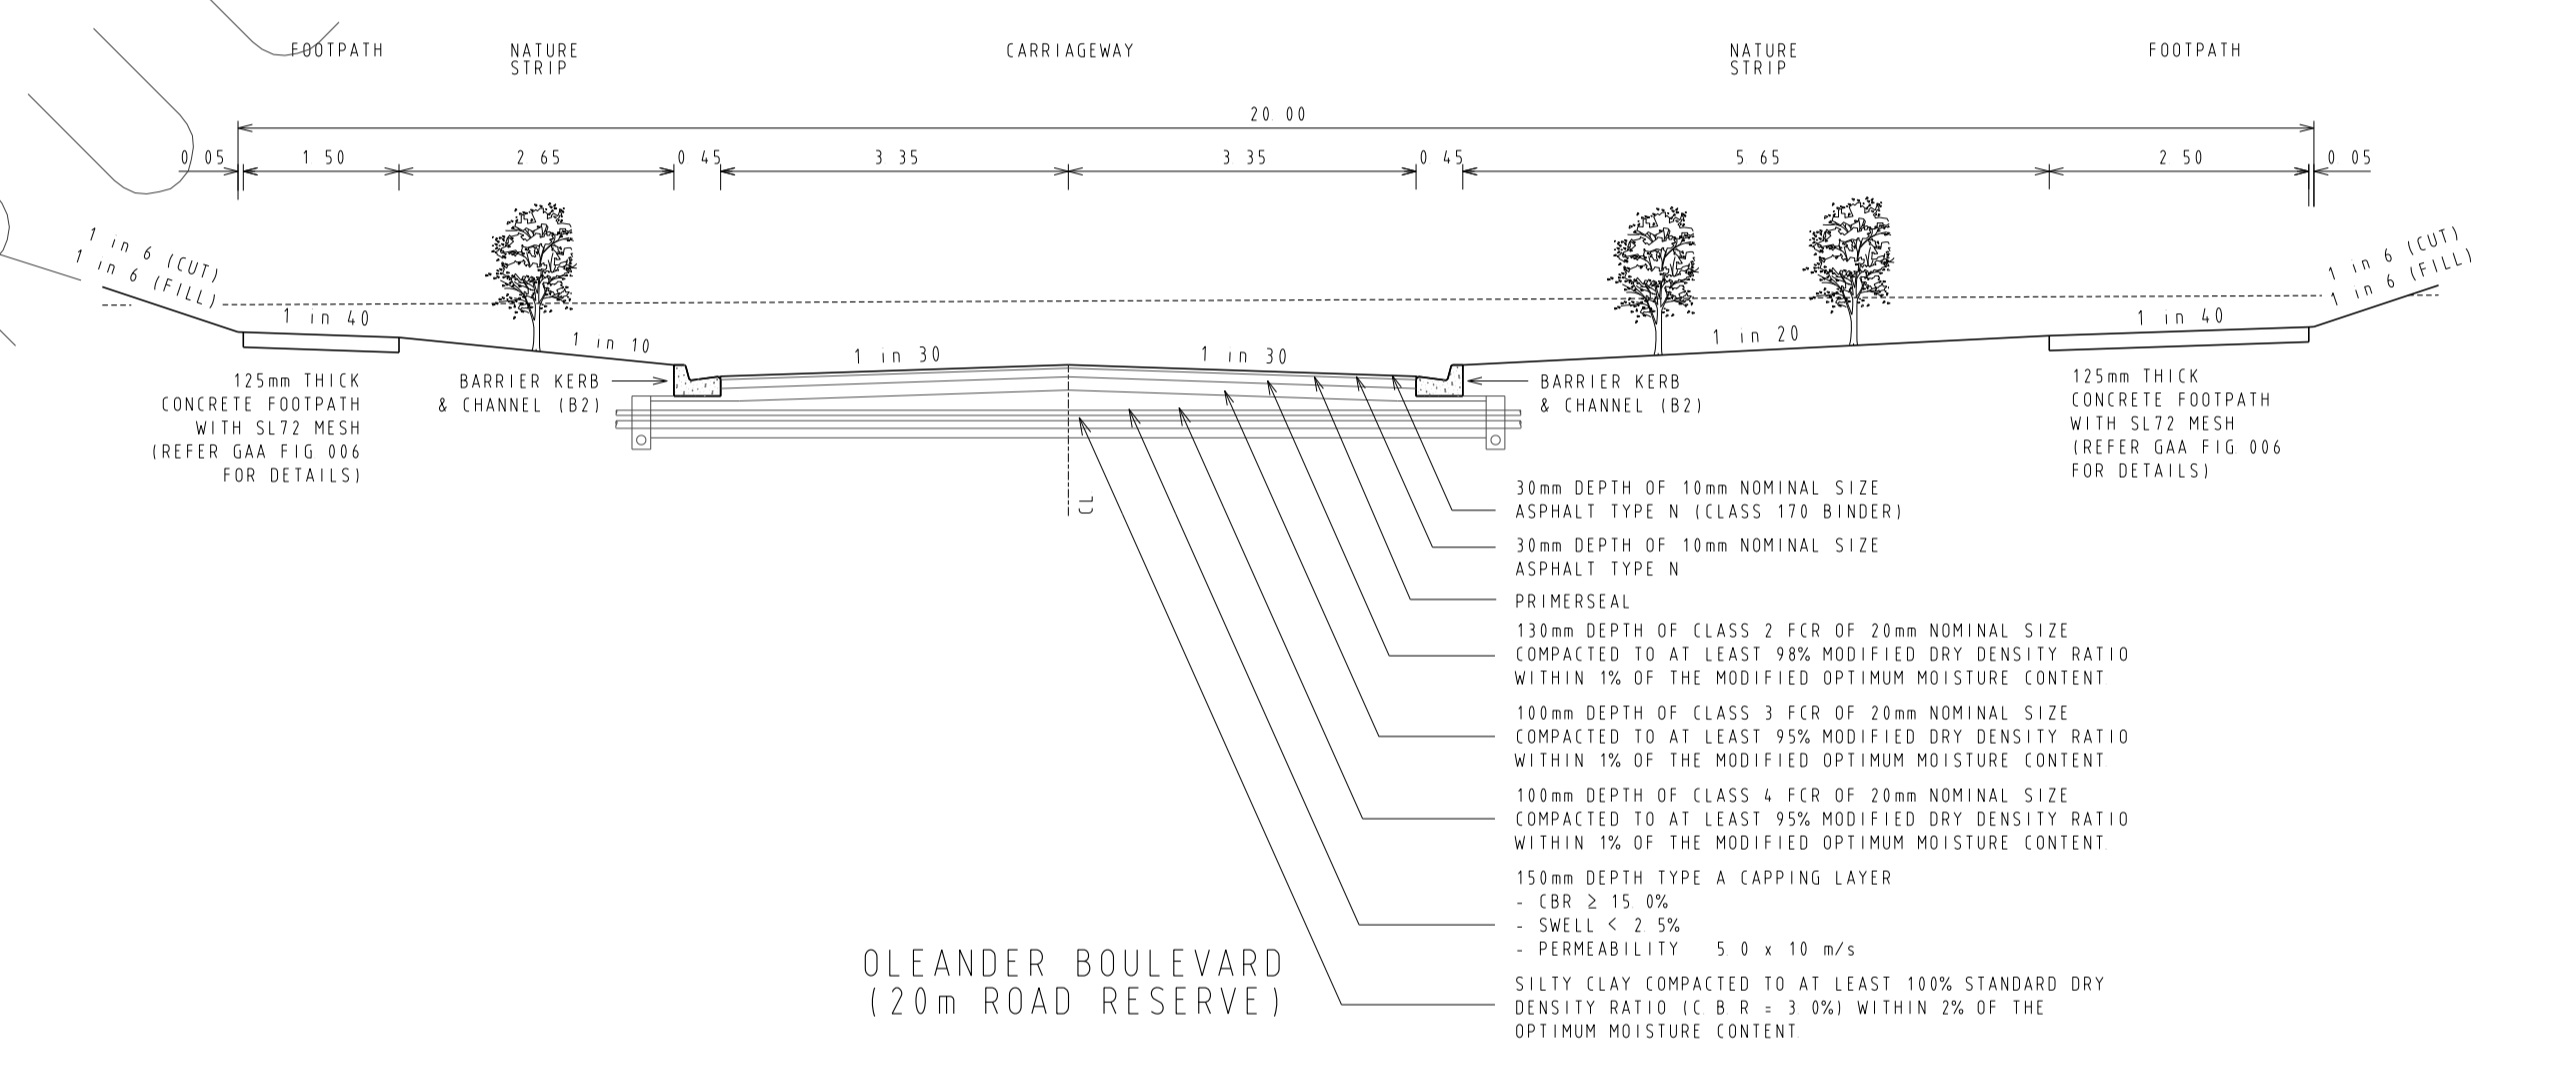 FOOTPATH
NATURE
STRIP
CARRIAGEWAY
NATURE
STRIP
FOOTPATH
20.00
0.05
1.50
2.65
0.45
3.35
3.35
0.45
5.65
2.50
0.05
1 in 6 (CUT)
1 in 6 (FILL)
1 in 6 (CUT)
1 in 6 (FILL)
1 in 40
1 in 10
1 in 30
1 in 30
1 in 20
1 in 40
125mm THICK
CONCRETE FOOTPATH
WITH SL72 MESH
(REFER GAA FIG 006
FOR DETAILS)
BARRIER KERB
& CHANNEL (B2)
BARRIER KERB
& CHANNEL (B2)
125mm THICK
CONCRETE FOOTPATH
WITH SL72 MESH
(REFER GAA FIG. 006
FOR DETAILS)
CL
30mm DEPTH OF 10mm NOMINAL SIZE
ASPHALT TYPE N (CLASS 170 BINDER)
30mm DEPTH OF 10mm NOMINAL SIZE
ASPHALT TYPE N
PRIMERSEAL
130mm DEPTH OF CLASS 2 FCR OF 20mm NOMINAL SIZE
COMPACTED TO AT LEAST 98% MODIFIED DRY DENSITY RATIO
WITHIN 1% OF THE MODIFIED OPTIMUM MOISTURE CONTENT.
100mm DEPTH OF CLASS 3 FCR OF 20mm NOMINAL SIZE
COMPACTED TO AT LEAST 95% MODIFIED DRY DENSITY RATIO
WITHIN 1% OF THE MODIFIED OPTIMUM MOISTURE CONTENT.
100mm DEPTH OF CLASS 4 FCR OF 20mm NOMINAL SIZE
COMPACTED TO AT LEAST 95% MODIFIED DRY DENSITY RATIO
WITHIN 1% OF THE MODIFIED OPTIMUM MOISTURE CONTENT.
150mm DEPTH TYPE A CAPPING LAYER
- CBR ≥ 15.0%
- SWELL < 2.5%
- PERMEABILITY 5.0 x 10 m/s
SILTY CLAY COMPACTED TO AT LEAST 100% STANDARD DRY
DENSITY RATIO (C.B.R = 3.0%) WITHIN 2% OF THE
OPTIMUM MOISTURE CONTENT.
OLEANDER BOULEVARD
(20m ROAD RESERVE)